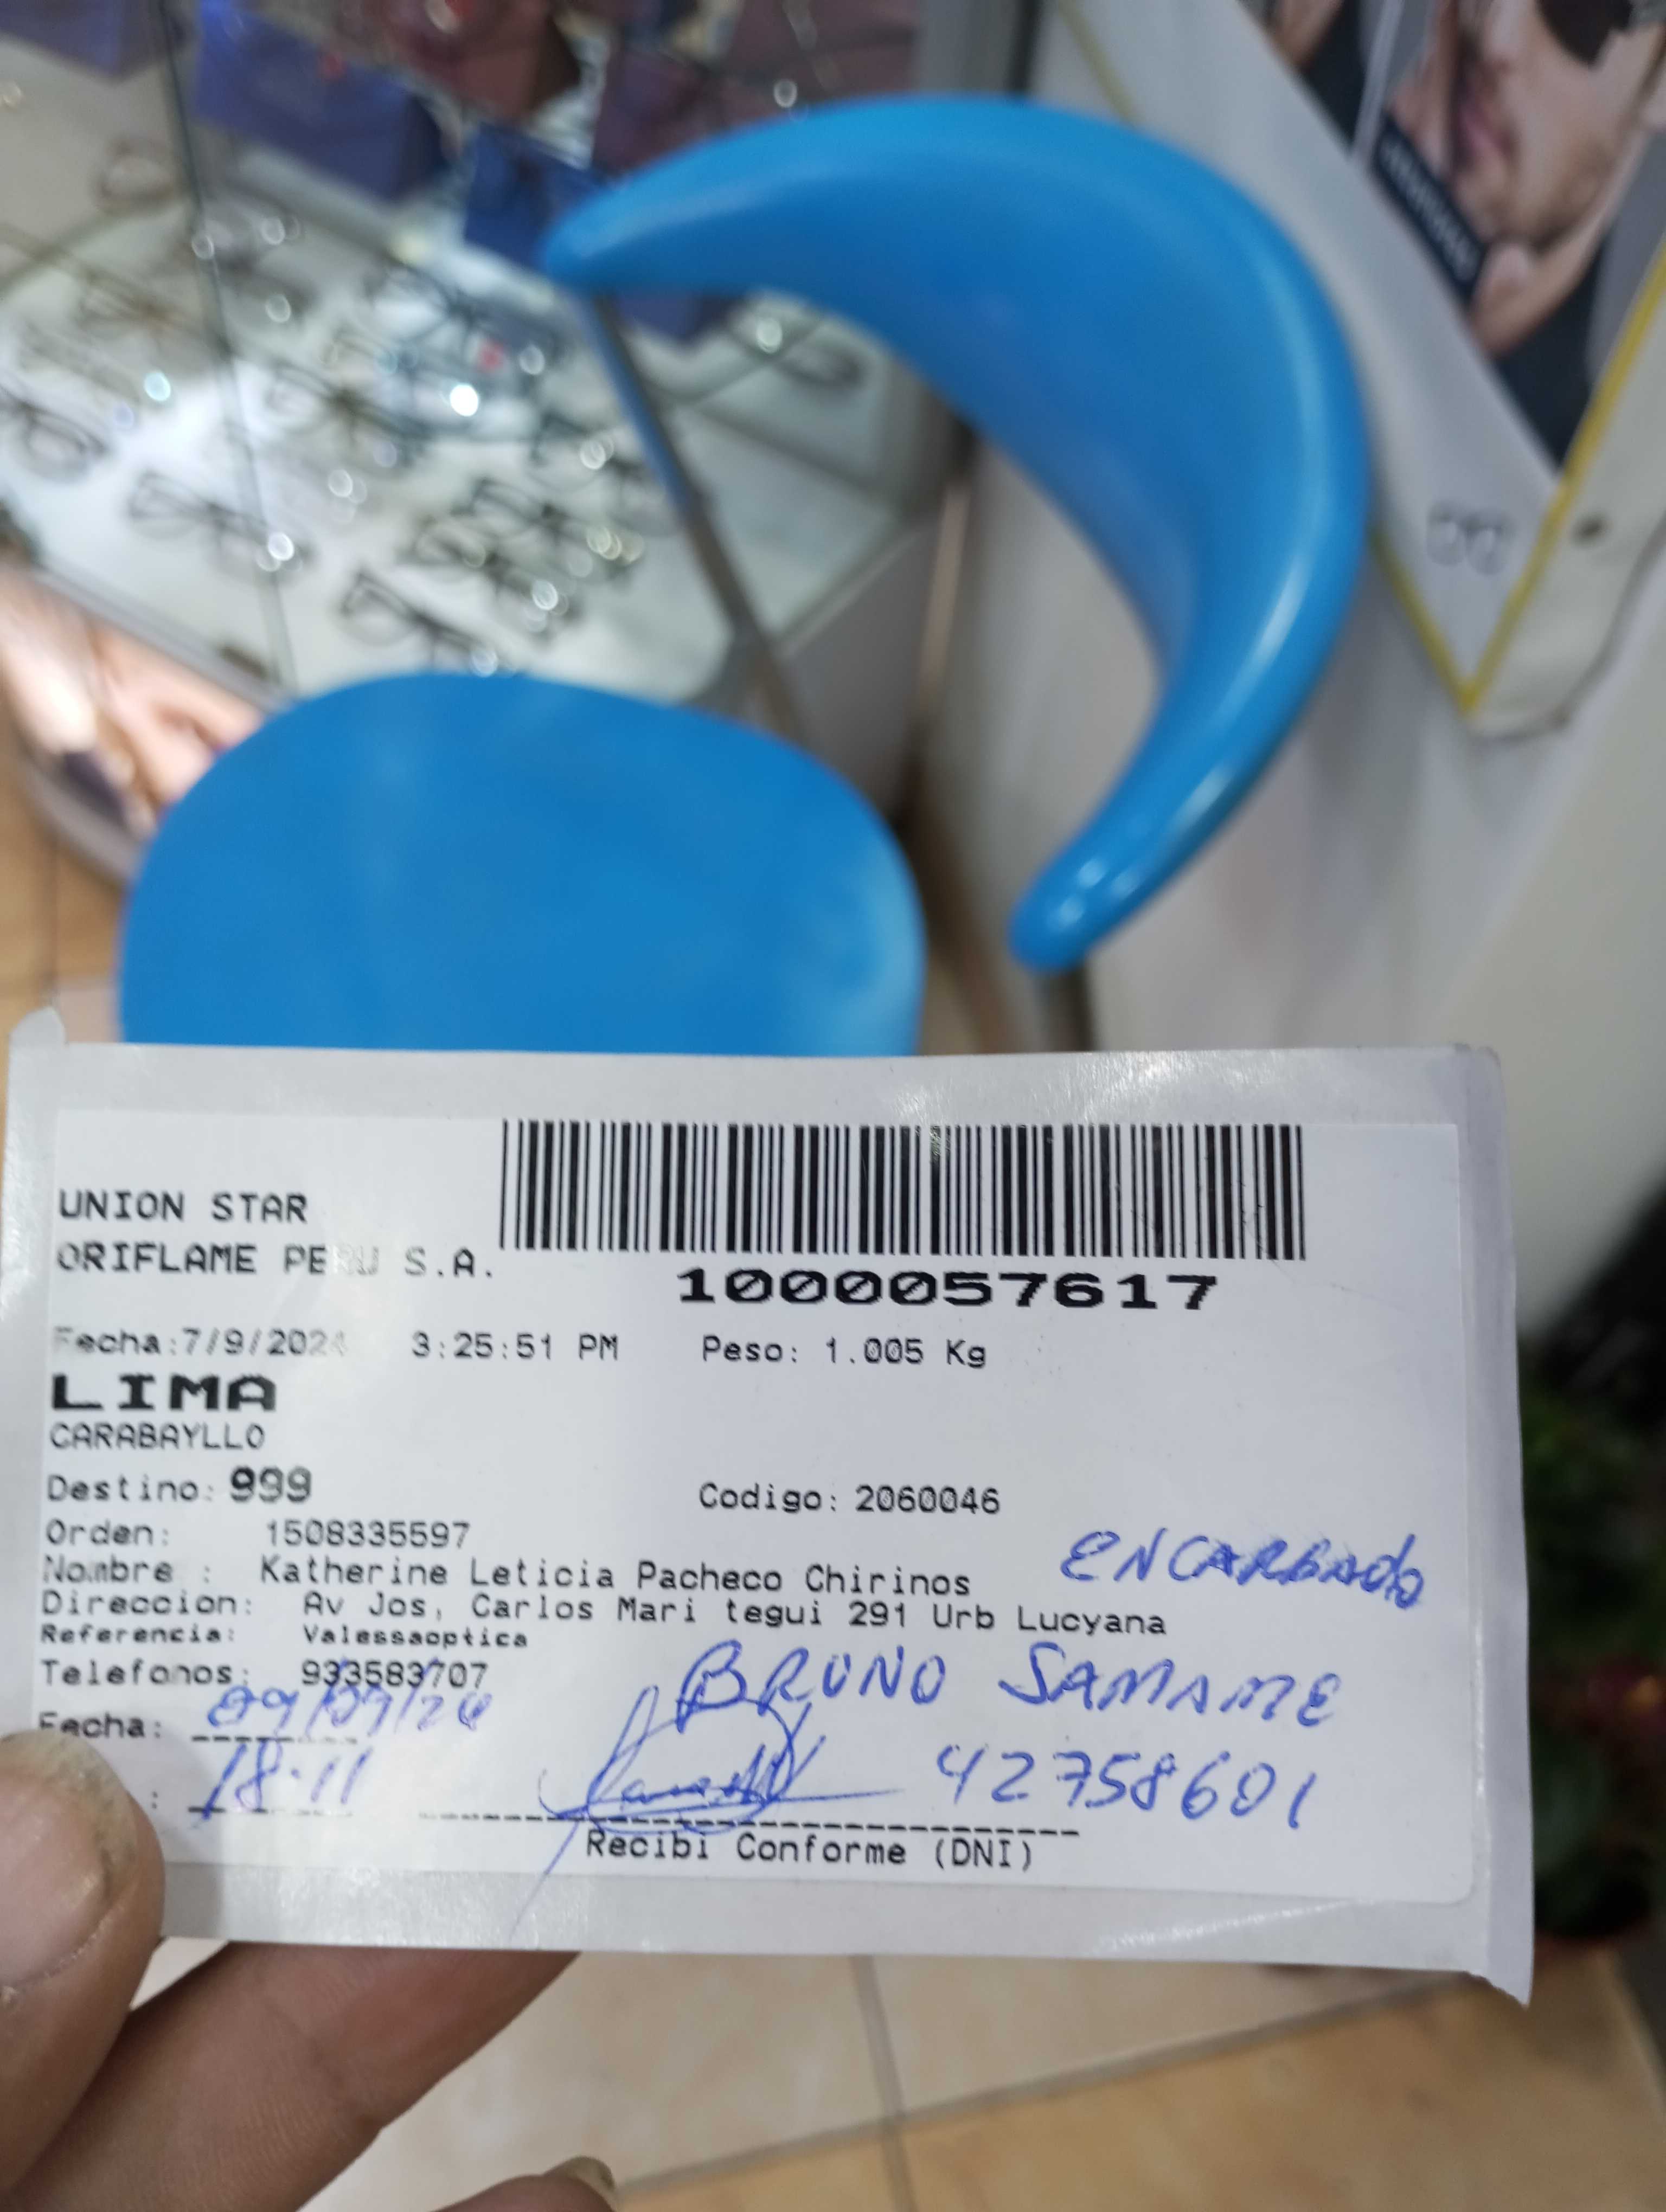 UNION STAR
ORIFLAME PERU S.A.
1000057617
Fecha:7/9/2024 3:25:51 PM Peso: 1.005 Kg
LIMA
CARABAYLLO
Destino: 999 Codigo: 2060046
Orden: 1508335597
ENCARGADO
Nombre : Katherine Leticia Pacheco Chirinos
Direccion: Av Jos, Carlos Mari tegui 291 Urb Lucyana
Referencia: Valessaoptica
Telefonos: 933583707
BRUNO SAMAME
Fecha: 09/09/24
: 18:11
42758601
Recibi Conforme (DNI)